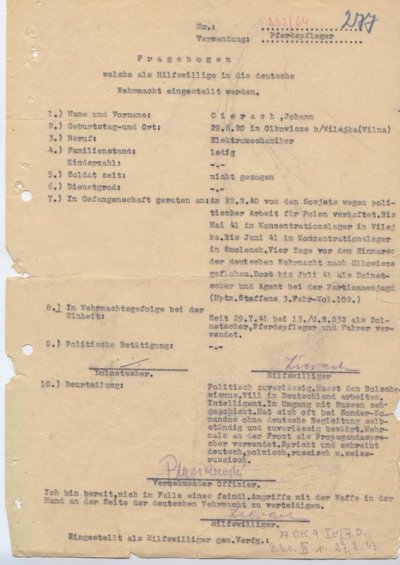 Nr.: 232/64 277
Verwendung: Pferdepfleger
Fragebogen
welche als Hilfswillige in die deutsche
Wehrmacht eingestellt werden.
1.) Name und Vorname: Cierach, Johann
2.) Geburtstag-und Ort: 29.6.20 in Olkowicze b/Wilejka(Wilna)
3.) Beruf: Elektromechaniker
4.) Familienstand: ledig
Kinderzahl: -.-
5.) Soldat seit: nicht gezogen
6.) Dienstgrad: -.-
7.) In Gefangenschaft geraten am: Am 22.2.40 von den Sowjets wegen poli
tischer Arbeit für Polen verhaftet.Bis
Mai 41 im Konzentrationslager in Wilej
ka.Bis Juni 41 in Konzentrationslager
in Smolensk.Vier Tage vor dem Einmarsch
der deutschen Wehrmacht nach Olkowicze
geflohen.Dort bis Juli 41 als Dolmet-
scher und Agent bei der Partisanenjagd
(Hptm.Steffens 3.Fahr-Kol.102.)
8.) In Wehrmachtsgefolge bei der
Einheit: Seit 29.7.41 bei 13./G.R.232 als Dol-
metscher,Pferdepfleger und Fahrer ver-
wendet.
9.) Politische Betätigung: -.-
Dolmetscher. Hilfswilliger
10.) Beurteilung: Politisch zuverlässig.Hasst den Bolsche
wismus.Will in Deutschland arbeiten.
Intelligent.Im Umgang mit Russen sehr
geschickt.Hat sich oft bei Sonder-Ko-
mandos ohne deutsche Begleitung selb-
ständig und zuverlässig bewährt.Mehr-
mals an der Front als Propagandaspre-
cher verwendet.Spricht und schreibt
deutsch,polnisch,russisch u.weiss-
russisch.
Vernehmender Offizier.
Ich bin bereit,mich im Falle eines feindl.Angriffs mit der Waffe in der
Hand an der Seite der deutschen Wehrmacht zu verteidigen.
Hilfswilliger.
Eingestellt als Hilfswilliger gem.Verfg.: A.O.K. 9 Ic/A.O.